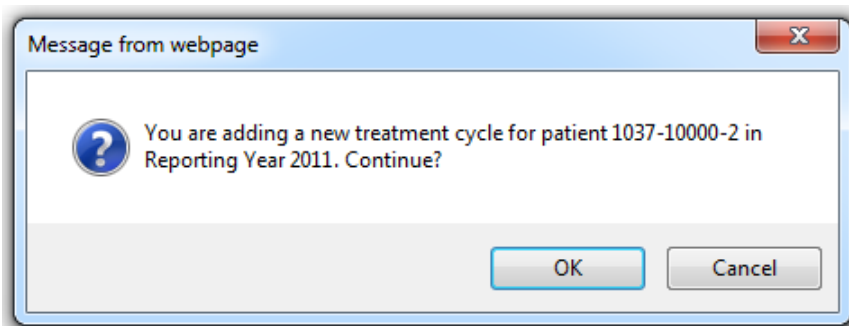 Message from webpage
You are adding a new treatment cycle for patient 1037-10000-2 in
Reporting Year 2011. Continue?
OK
Cancel